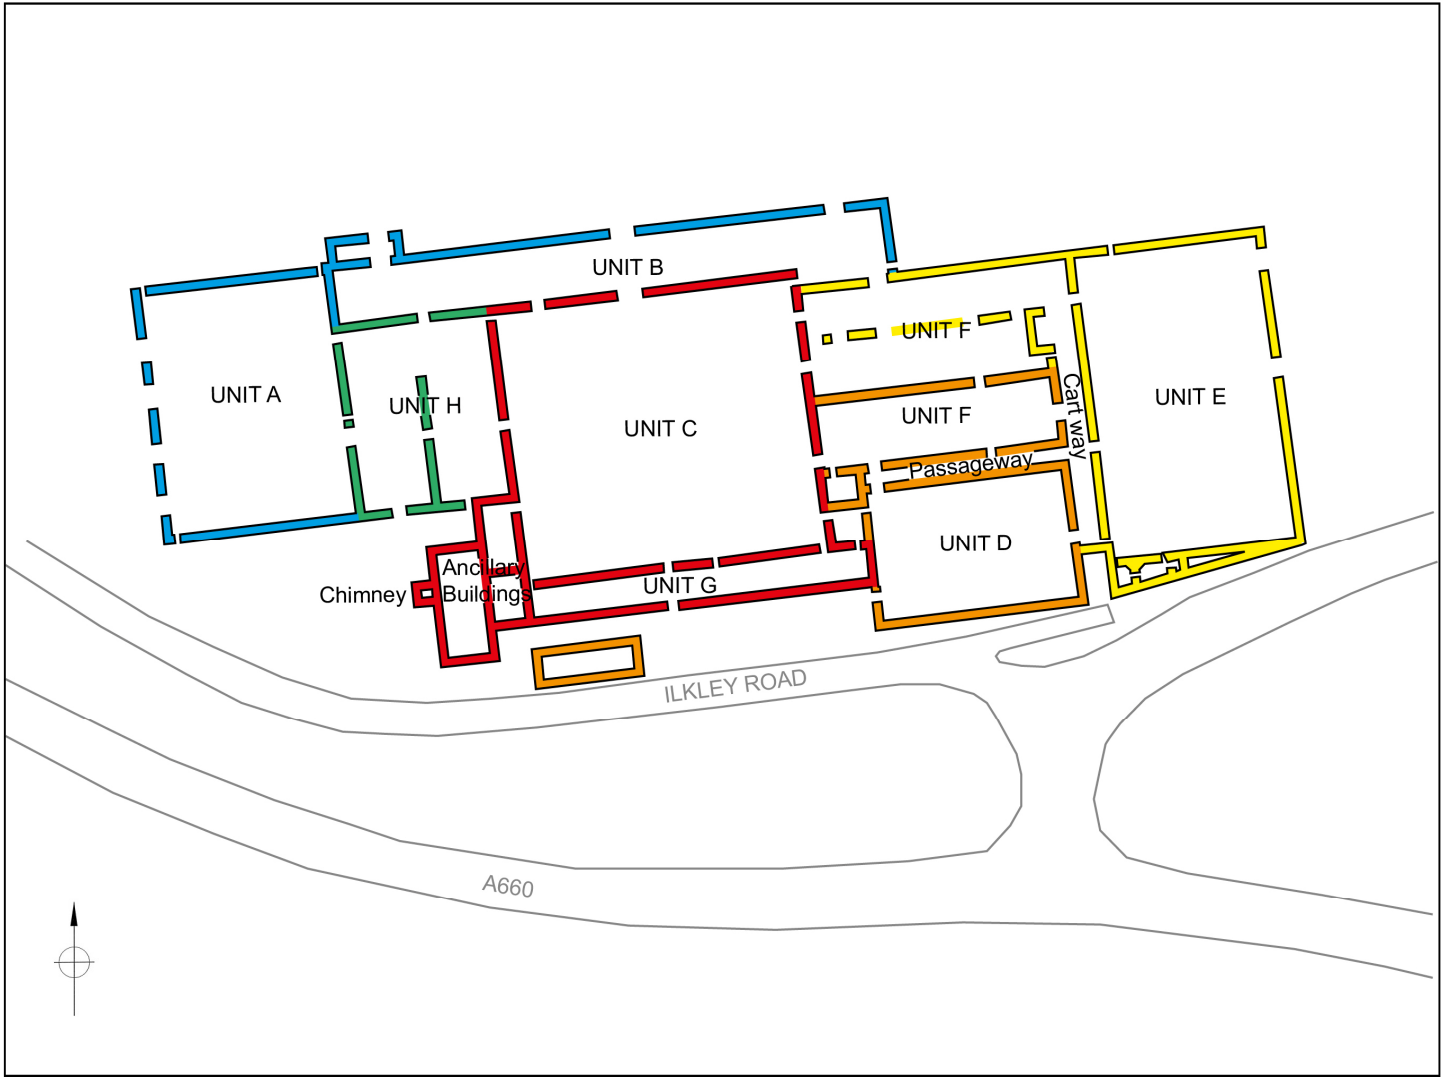 UNIT B
UNIT F
UNIT A
UNIT H
UNIT C
UNIT F
Cart way
UNIT E
Passageway
UNIT D
Chimney
Ancillary
Buildings
UNIT G
ILKLEY ROAD
A660